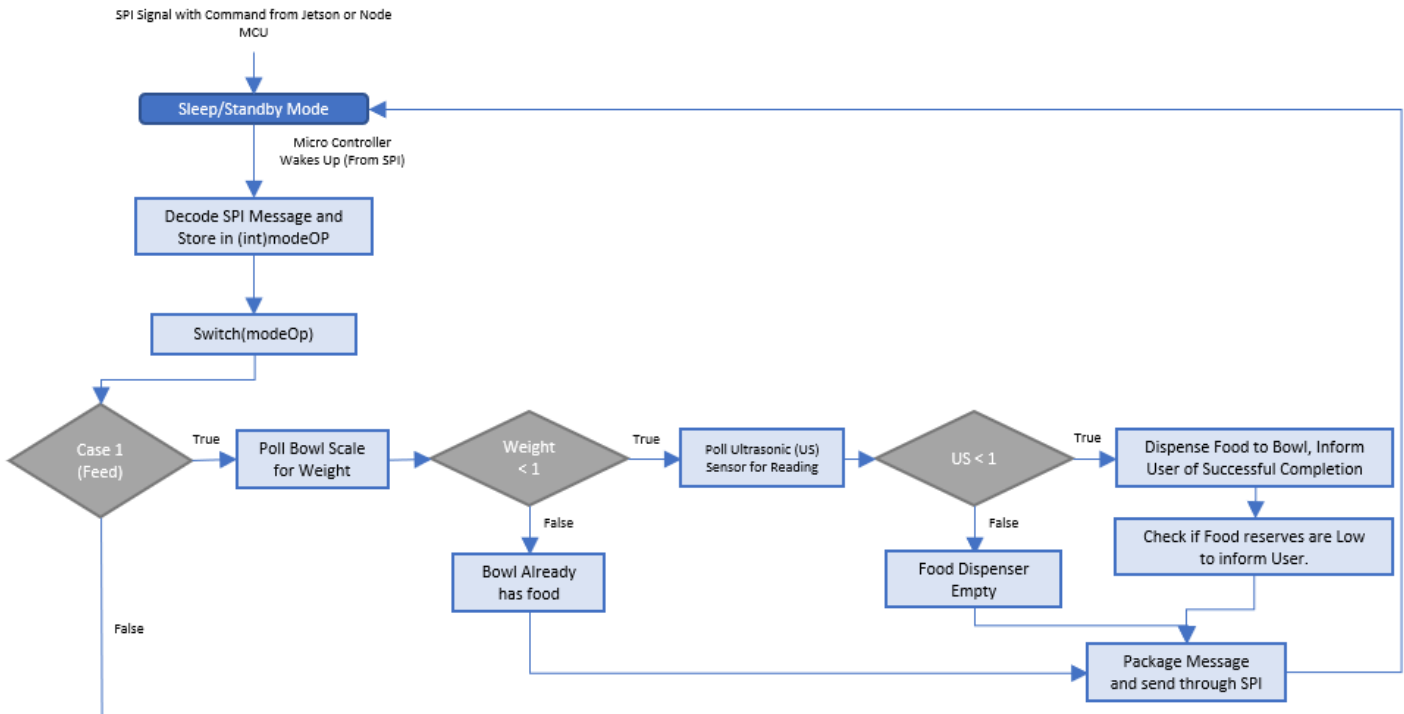 SPI Signal with Command from Jetson or Node
MCU
Sleep/Standby Mode
Micro Controller
Wakes Up (From SPI)
Decode SPI Message and
Store in (int)modeOP
Switch(modeOp)
Case 1
(Feed)
True
Poll Bowl Scale
for Weight
Weight
< 1
True
Poll Ultrasonic (US)
Sensor for Reading
US < 1
True
Dispense Food to Bowl, Inform
User of Successful Completion
False
False
Check if Food reserves are Low
to inform User.
Bowl Already
has food
Food Dispenser
Empty
False
Package Message
and send through SPI